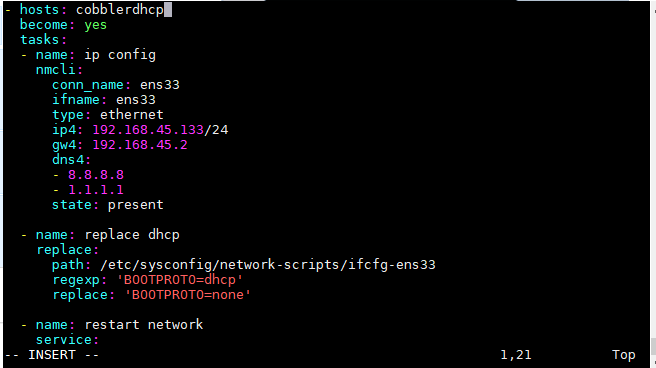 - hosts: cobblerdhcp
  become: yes
  tasks:
  - name: ip config
    nmcli:
      conn_name: ens33
      ifname: ens33
      type: ethernet
      ip4: 192.168.45.133/24
      gw4: 192.168.45.2
      dns4:
      - 8.8.8.8
      - 1.1.1.1
      state: present
  - name: replace dhcp
    replace:
      path: /etc/sysconfig/network-scripts/ifcfg-ens33
      regexp: 'BOOTPROTO=dhcp'
      replace: 'BOOTPROTO=none'
  - name: restart network
    service:
-- INSERT -- 1,21 Top